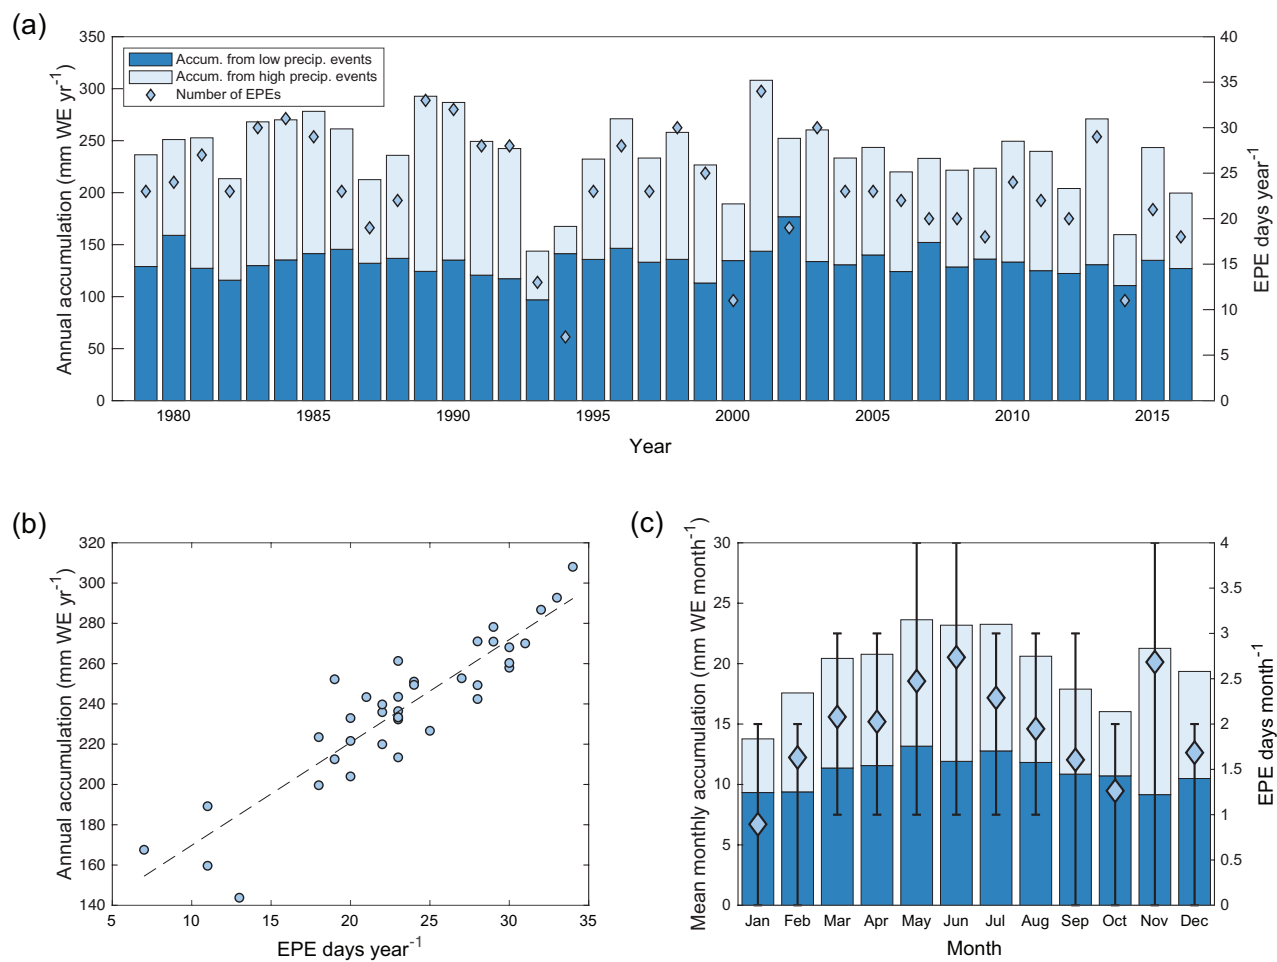 (a)
Annual accumulation (mm WE yr-1)
350
300
250
200
150
100
50
0
Accum. from low precip. events
Accum. from high precip. events
Number of EPEs
40
35
30
25
20
15
10
5
0
EPE days year-1
1980 1985 1990 1995 2000 2005 2010 2015
Year
(b)
Annual accumulation (mm WE yr-1)
320
300
280
260
240
220
200
180
160
140
5 10 15 20 25 30 35
EPE days year-1
(c)
Mean monthly accumulation (mm WE month-1)
30
25
20
15
10
5
0
4
3.5
3
2.5
2
1.5
1
0.5
0
EPE days month-1
Jan Feb Mar Apr May Jun Jul Aug Sep Oct Nov Dec
Month